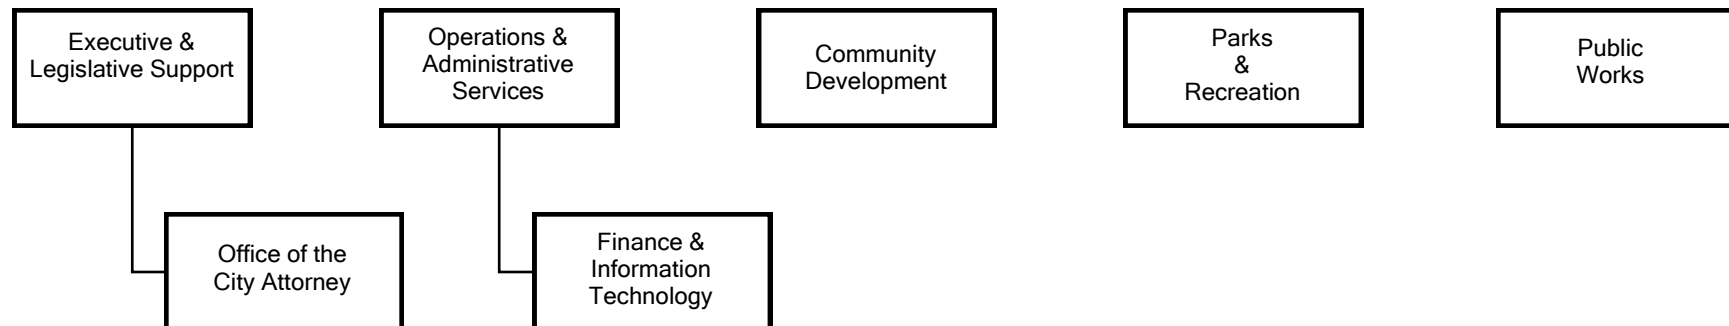 Executive &
Legislative Support
Operations &
Administrative
Services
Community
Development
Parks
&
Recreation
Public
Works
Office of the
City Attorney
Finance &
Information
Technology